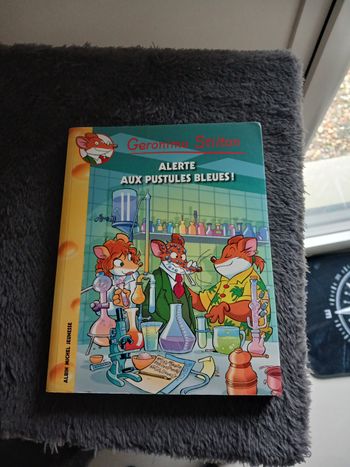 Geronimo Stilton
ALERTE
AUX PUSTULES BLEUES !
ALBIN MICHEL JEUNESSE